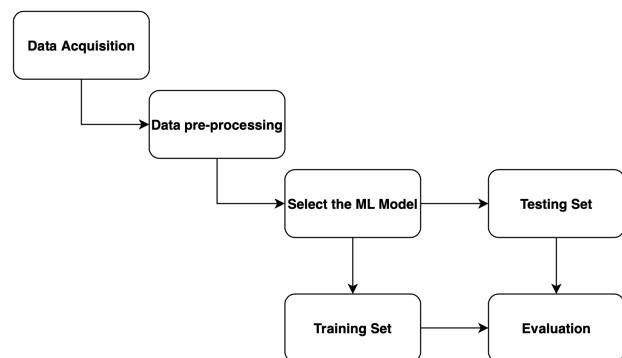 Data Acquisition
Data pre-processing
Select the ML Model
Testing Set
Training Set
Evaluation